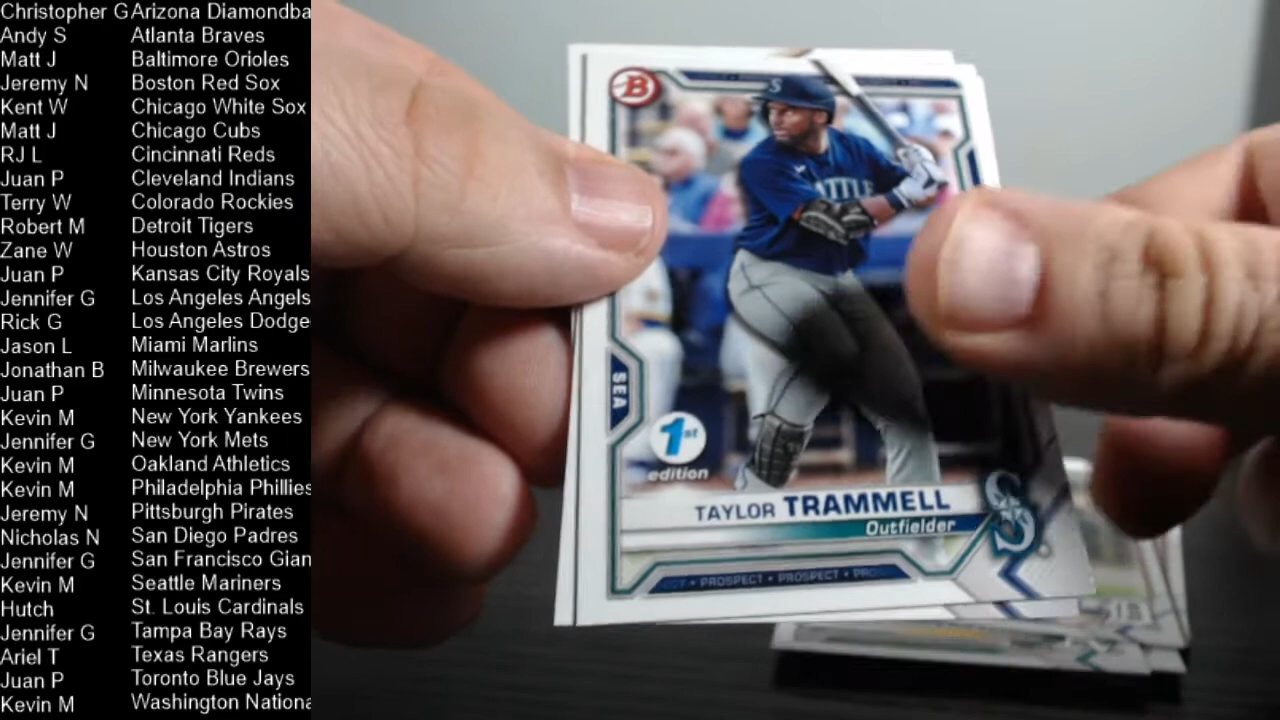 Christopher G Arizona Diamondba
Andy S Atlanta Braves
Matt J Baltimore Orioles
Jeremy N Boston Red Sox
Kent W Chicago White Sox
Matt J Chicago Cubs
RJ L Cincinnati Reds
Juan P Cleveland Indians
Terry W Colorado Rockies
Robert M Detroit Tigers
Zane W Houston Astros
Juan P Kansas City Royals
Jennifer G Los Angeles Angels
Rick G Los Angeles Dodge
Jason L Miami Marlins
Jonathan B Milwaukee Brewers
Juan P Minnesota Twins
Kevin M New York Yankees
Jennifer G New York Mets
Kevin M Oakland Athletics
Kevin M Philadelphia Phillies
Jeremy N Pittsburgh Pirates
Nicholas N San Diego Padres
Jennifer G San Francisco Gian
Kevin M Seattle Mariners
Hutch St. Louis Cardinals
Jennifer G Tampa Bay Rays
Ariel T Texas Rangers
Juan P Toronto Blue Jays
Kevin M Washington Nationa
B
S
ATTLE
SEA
1st
edition
TAYLOR TRAMMELL
Outfielder
S
PROSPECT • PROSPECT